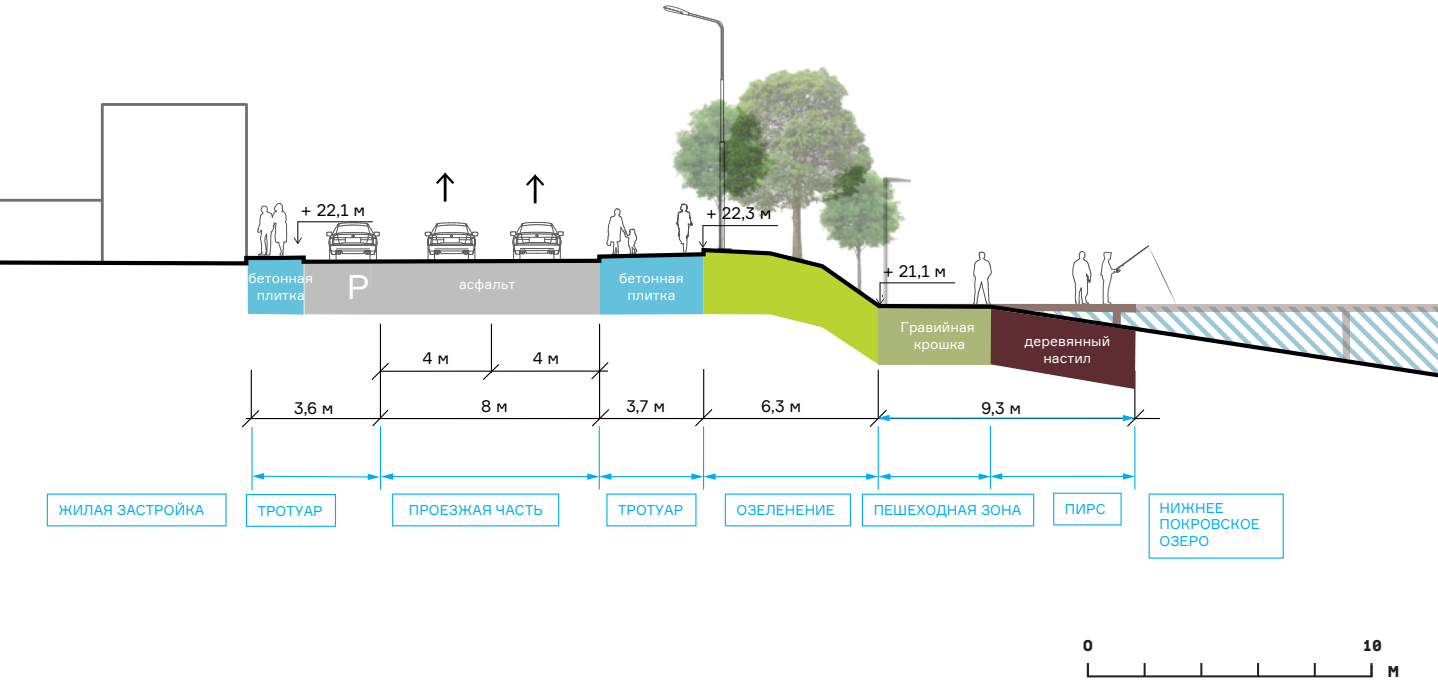 + 22,1 м
+ 22,3 м
+ 21,1 м
бетонная
плитка
P
асфальт
бетонная
плитка
Гравийная
крошка
деревянный
настил
4 м
4 м
3,6 м
8 м
3,7 м
6,3 м
9,3 м
ЖИЛАЯ ЗАСТРОЙКА
ТРОТУАР
ПРОЕЗЖАЯ ЧАСТЬ
ТРОТУАР
ОЗЕЛЕНЕНИЕ
ПЕШЕХОДНАЯ ЗОНА
ПИРС
НИЖНЕЕ
ПОКРОВСКОЕ
ОЗЕРО
0
10
М